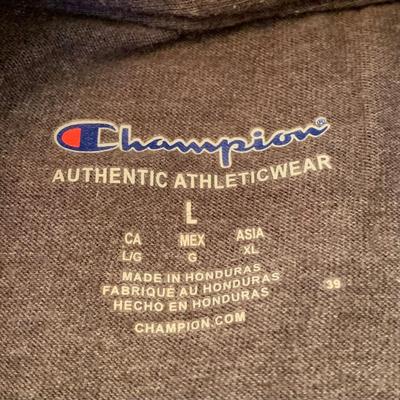 Champion®
AUTHENTIC ATHLETICWEAR
L
CA MEX ASIA
L/G G XL
MADE IN HONDURAS
FABRIQUÉ AU HONDURAS
HECHO EN HONDURAS
CHAMPION.COM
39